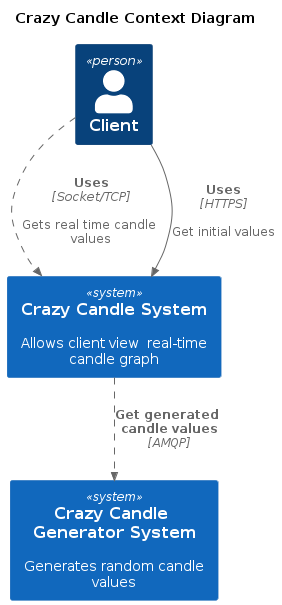 Crazy Candle Context Diagram
«person»
Client
Uses
[Socket/TCP]
Gets real time candle
values
Uses
[HTTPS]
Get initial values
«system»
Crazy Candle System
Allows client view  real-time
candle graph
Get generated
candle values
[AMQP]
«system»
Crazy Candle
Generator System
Generates random candle
values